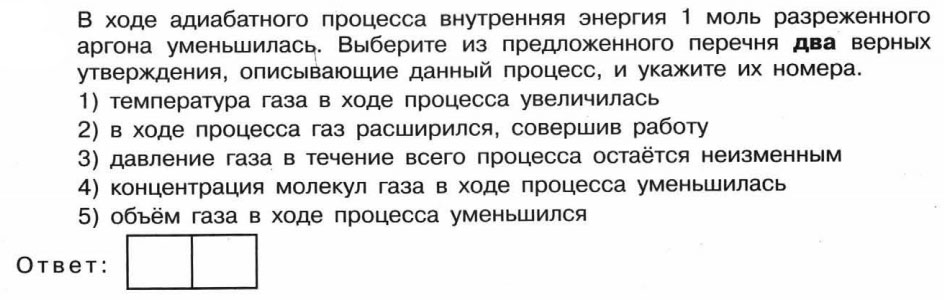 В ходе адиабатного процесса внутренняя энергия 1 моль разреженного
аргона уменьшилась. Выберите из предложенного перечня два верных
утверждения, описывающие данный процесс, и укажите их номера.
1) температура газа в ходе процесса увеличилась
2) в ходе процесса газ расширился, совершив работу
3) давление газа в течение всего процесса остаётся неизменным
4) концентрация молекул газа в ходе процесса уменьшилась
5) объём газа в ходе процесса уменьшился
Ответ: